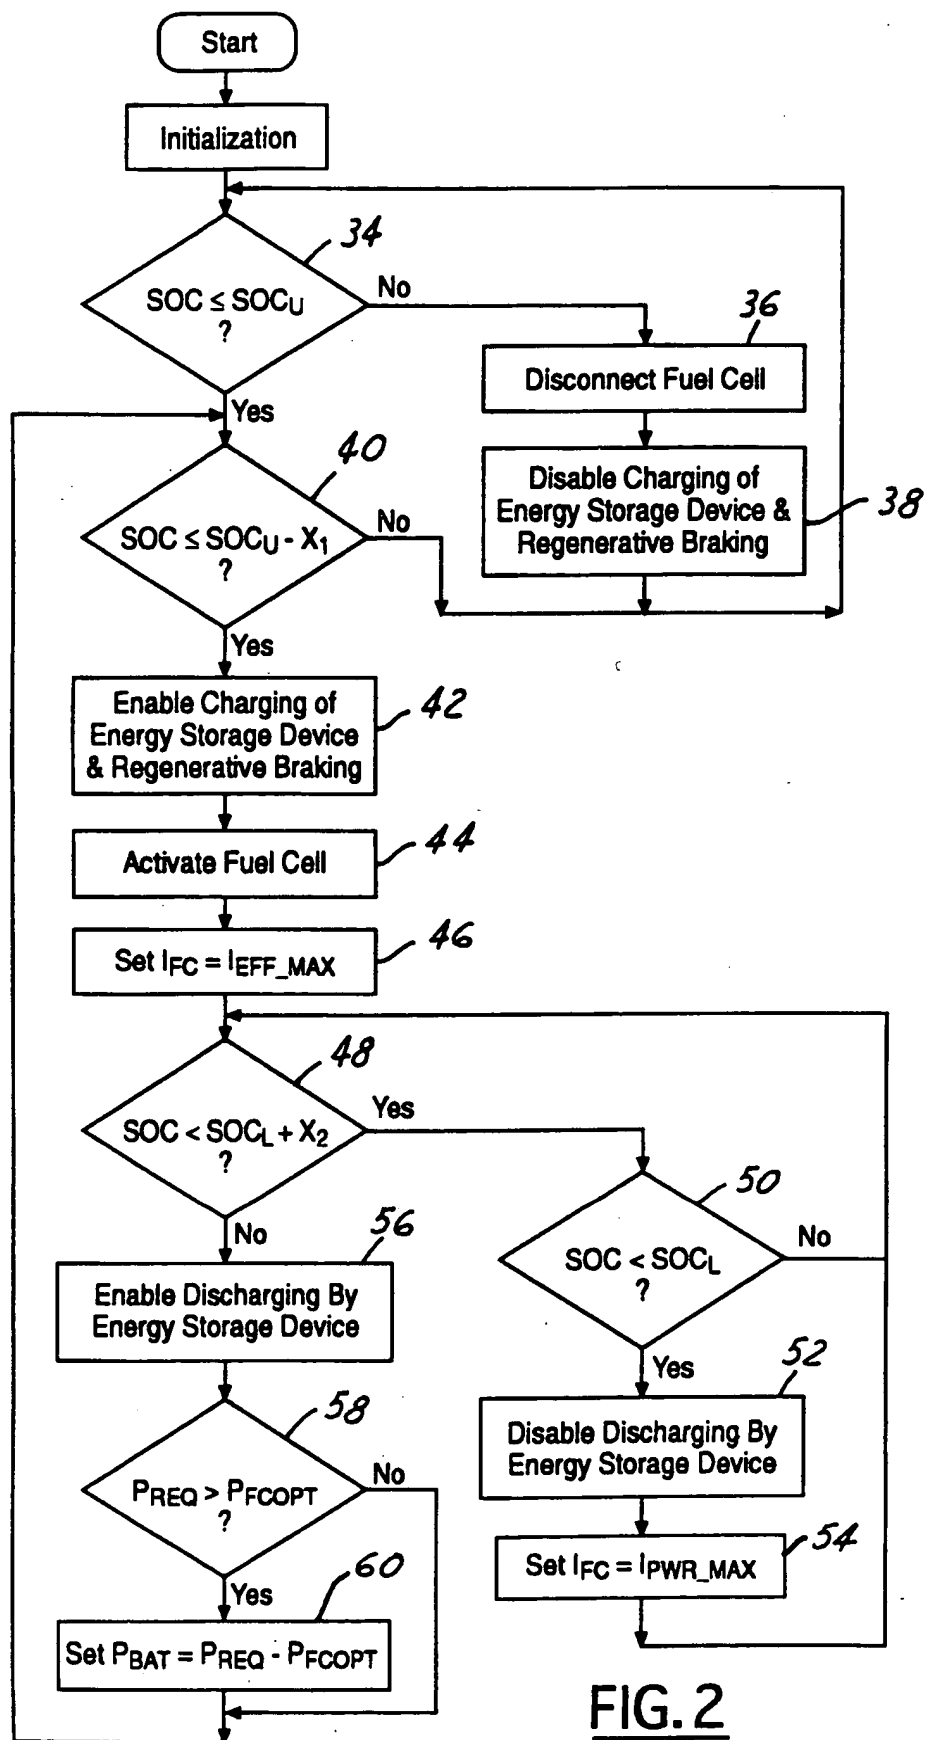 Start
Initialization
34
SOC ≤ SOCU
?
No
36
Disconnect Fuel Cell
Yes
40
SOC ≤ SOCU - X1
?
No
Disable Charging of
Energy Storage Device &
Regenerative Braking
38
Yes
Enable Charging of
Energy Storage Device
& Regenerative Braking
42
Activate Fuel Cell
44
Set IFC = IEFF_MAX
46
48
SOC < SOCL + X2
?
Yes
50
SOC < SOCL
?
No
No
56
Enable Discharging By
Energy Storage Device
Yes
52
Disable Discharging By
Energy Storage Device
58
PREQ > PFCOPT
?
No
54
Set IFC = IPWR_MAX
Yes
60
Set PBAT = PREQ - PFCOPT
FIG. 2